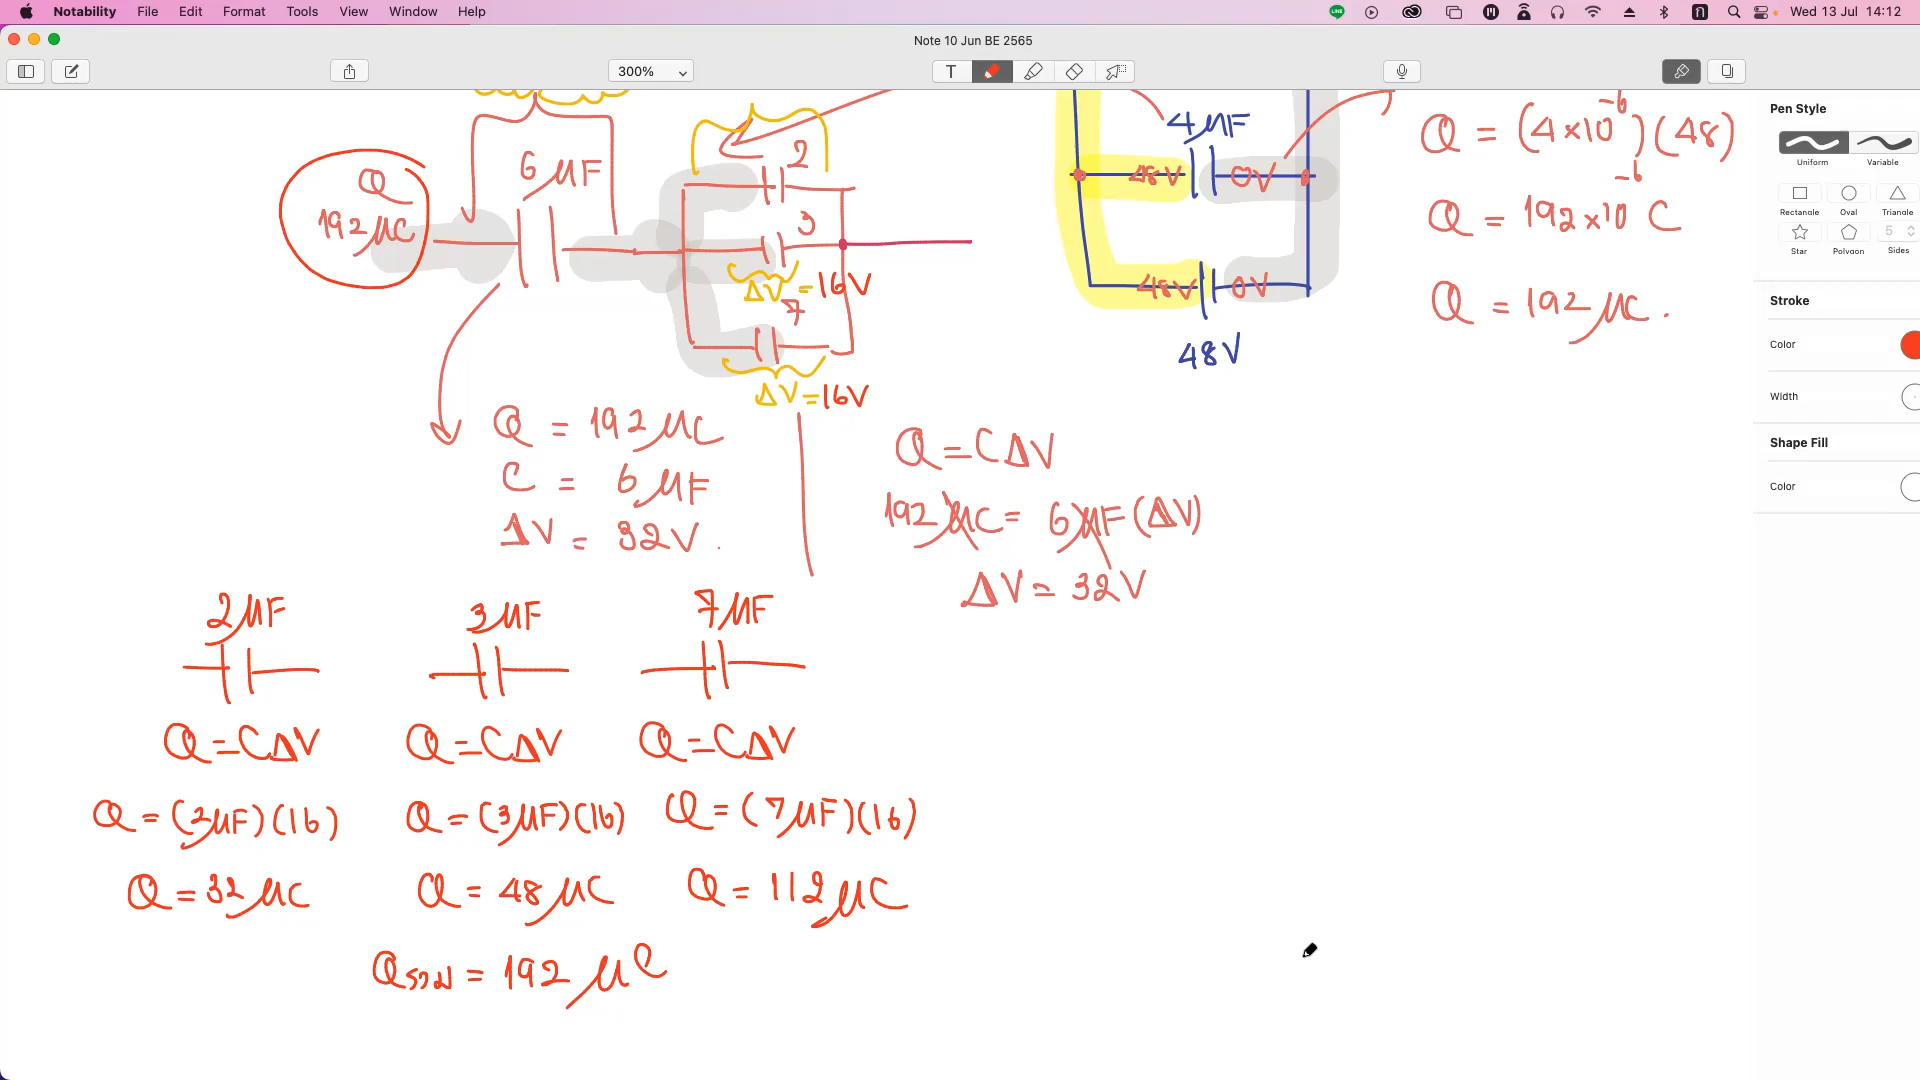 Notability File Edit Format Tools View Window Help
Wed 13 Jul 14:12
Note 10 Jun BE 2565
300%
T
Pen Style
Uniform Variable
Rectangle Oval Triangle
5
Star Polygon Sides
Stroke
Color
Width
Shape Fill
Color
Q
192 μC
6 μF
2
3
ΔV = 16V
7
ΔV = 16V
4 μF
48V 0V
48V 0V
48V
Q = (4×10⁻⁶)(48)
Q = 192×10⁻⁶ C
Q = 192 μC.
Q = 192 μC
C = 6 μF
ΔV = 32V.
Q = CΔV
192 μC = 6 μF (ΔV)
ΔV = 32V
2 μF 3 μF 7 μF
Q = CΔV Q = CΔV Q = CΔV
Q = (2μF)(16) Q = (3μF)(16) Q = (7μF)(16)
Q = 32 μC Q = 48 μC Q = 112 μC
Qรวม = 192 μC